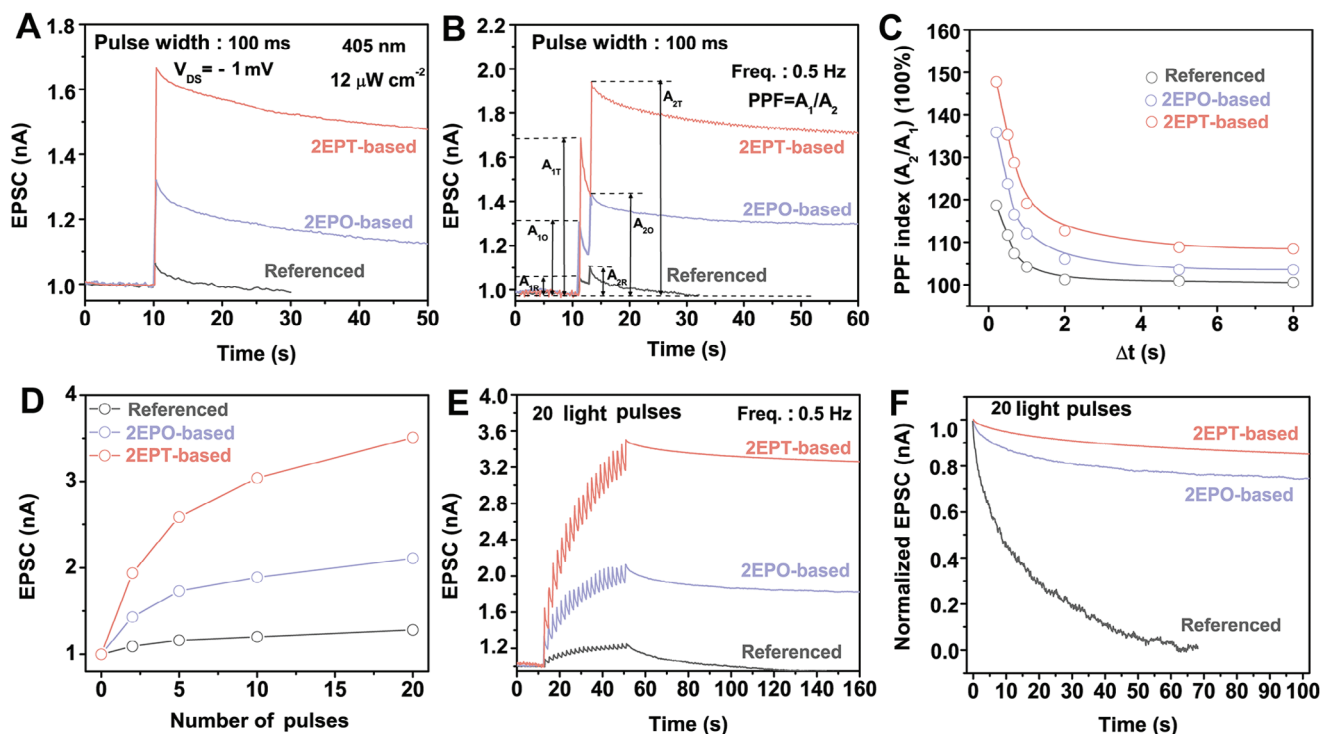 A
Pulse width : 100 ms
405 nm
V_DS = - 1 mV
12 μW cm⁻²
2EPT-based
2EPO-based
Referenced
EPSC (nA)
1.8
1.6
1.4
1.2
1.0
0 10 20 30 40 50
Time (s)
B
Pulse width : 100 ms
Freq. : 0.5 Hz
PPF=A₁/A₂
A_2T
2EPT-based
A_1T
2EPO-based
A_1O
A_2O
Referenced
A_1R
A_2R
EPSC (nA)
2.2
2.0
1.8
1.6
1.4
1.2
1.0
0 10 20 30 40 50 60
Time (s)
C
Referenced
2EPO-based
2EPT-based
PPF index (A₂/A₁) (100%)
150
140
130
120
110
100
0 2 4 6 8
Δt (s)
D
Referenced
2EPO-based
2EPT-based
EPSC (nA)
4
3
2
1
0 5 10 15 20
Number of pulses
E
20 light pulses
Freq. : 0.5 Hz
2EPT-based
2EPO-based
Referenced
EPSC (nA)
4.0
3.6
3.2
2.8
2.4
2.0
1.6
1.2
0 20 40 60 80 100 120 140 160
Time (s)
F
20 light pulses
2EPT-based
2EPO-based
Referenced
Normalized EPSC (nA)
1.0
0.8
0.6
0.4
0.2
0.0
0 10 20 30 40 50 60 70 80 90 100
Time (s)